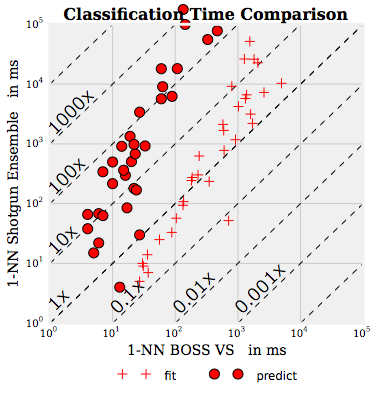 Classification Time Comparison
10⁵
10⁴
10³
10²
10¹
10⁰
1-NN Shotgun Ensemble in ms
1000x
100x
10x
1x
0.1x
0.01x
0.001x
10⁰ 10¹ 10² 10³ 10⁴ 10⁵
1-NN BOSS VS in ms
fit predict